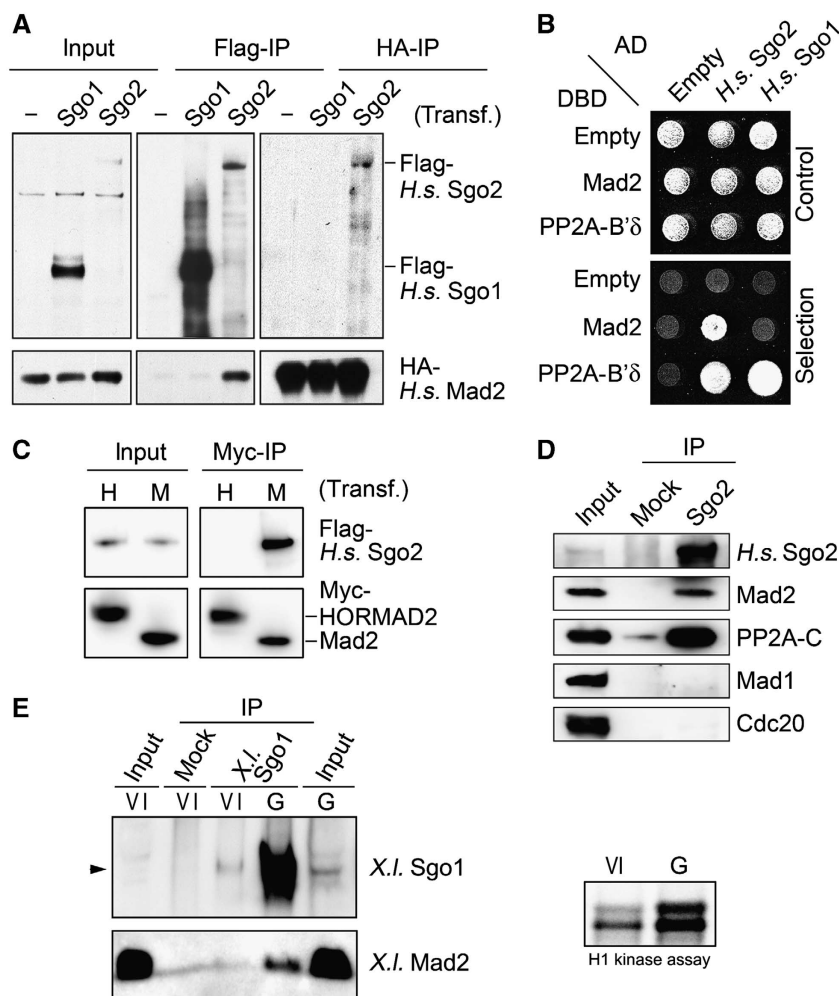 A
Input Flag-IP HA-IP
– Sgo1 Sgo2 – Sgo1 Sgo2 – Sgo1 Sgo2 (Transf.)
Flag-
H.s. Sgo2
Flag-
H.s. Sgo1
HA-
H.s. Mad2
B
AD
DBD
Empty H.s. Sgo2 H.s. Sgo1
Empty
Mad2
PP2A-B'δ
Control
Empty
Mad2
PP2A-B'δ
Selection
C
Input Myc-IP
H M H M (Transf.)
Flag-
H.s. Sgo2
Myc-
HORMAD2
Mad2
D
IP
Input Mock Sgo2
H.s. Sgo2
Mad2
PP2A-C
Mad1
Cdc20
E
IP
Input Mock X.l. Sgo1 Input
VI VI VI G G
X.l. Sgo1
X.l. Mad2
VI G
H1 kinase assay